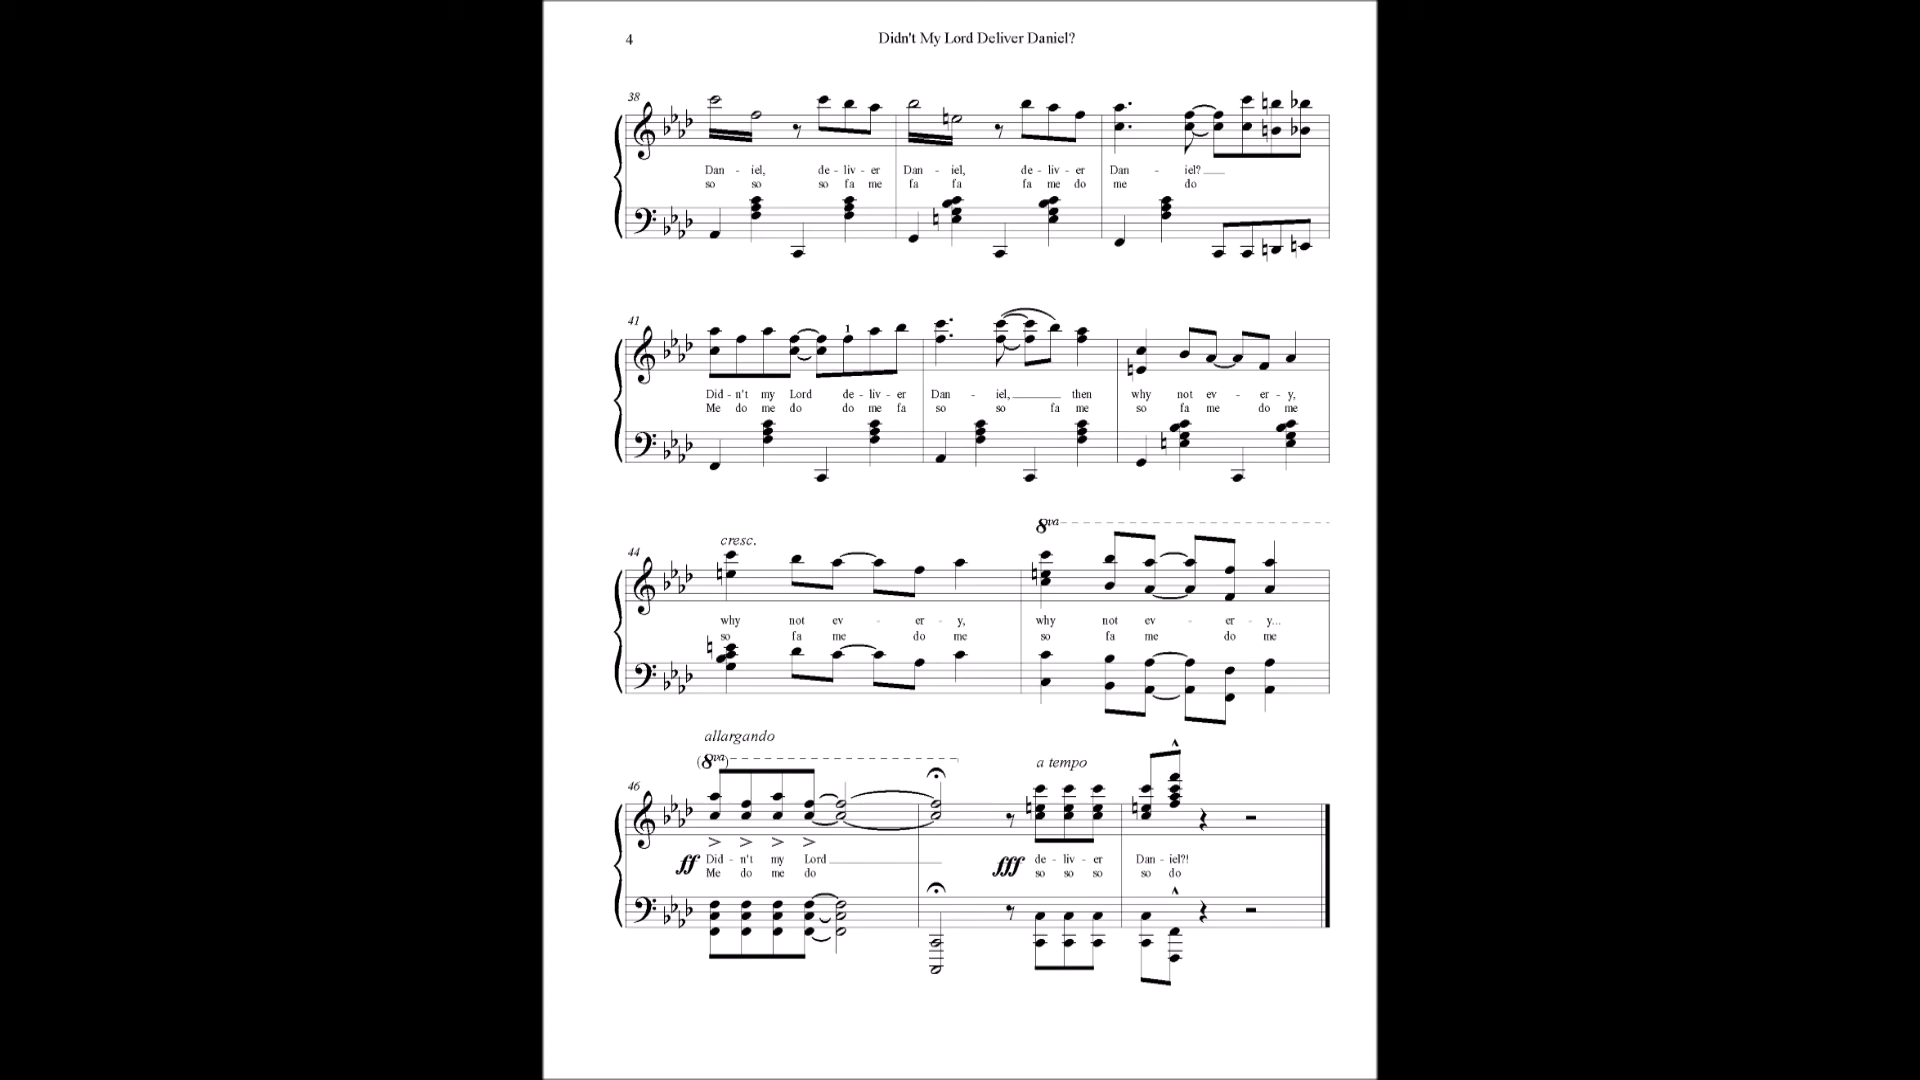 4 Didn't My Lord Deliver Daniel?
38
Dan - iel, de - liv - er Dan - iel, de - liv - er Dan - iel?
so so so fa me fa fa fa me do me do
41
1
Did - n't my Lord de - liv - er Dan - iel, then why not ev - er - y,
Me do me do do me fa so so fa me so fa me do me
8va
44 cresc.
why not ev - er - y, why not ev - er - y...
so fa me do me so fa me do me
allargando
(8va) a tempo
46
ff Did - n't my Lord fff de - liv - er Dan - iel?!
Me do me do so so so so do